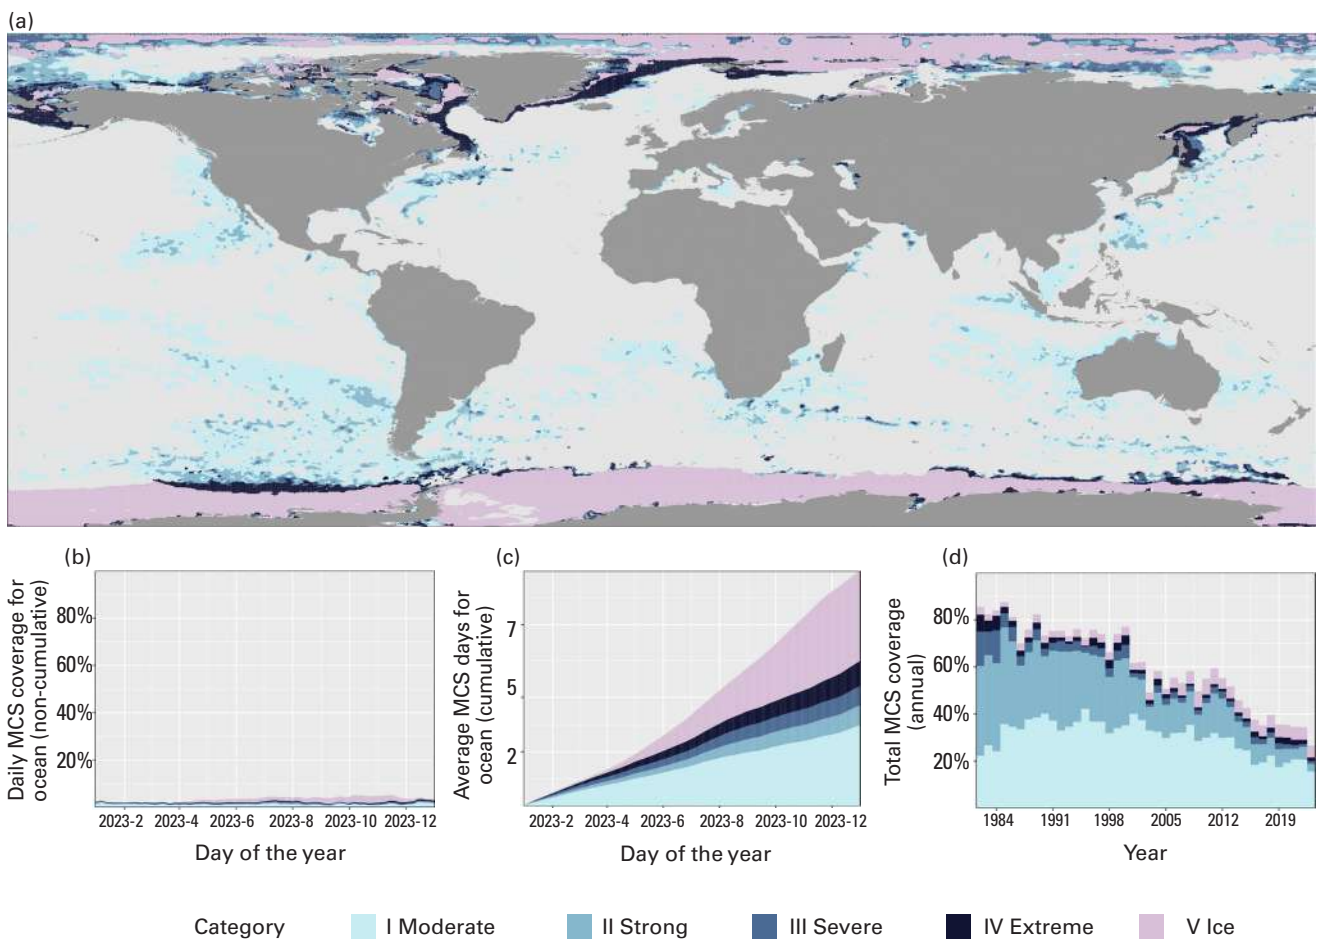 (a)
(b)
Daily MCS coverage for
ocean (non-cumulative)
80%
60%
40%
20%
2023-2 2023-4 2023-6 2023-8 2023-10 2023-12
Day of the year
(c)
Average MCS days for
ocean (cumulative)
7
5
2
2023-2 2023-4 2023-6 2023-8 2023-10 2023-12
Day of the year
(d)
Total MCS coverage
(annual)
80%
60%
40%
20%
1984 1991 1998 2005 2012 2019
Year
Category I Moderate II Strong III Severe IV Extreme V Ice